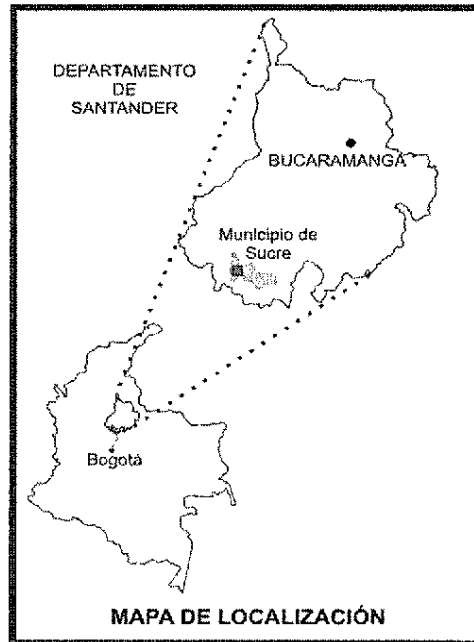 DEPARTAMENTO
DE
SANTANDER
BUCARAMANGA
Municipio de
Sucre
Bogotá
MAPA DE LOCALIZACIÓN